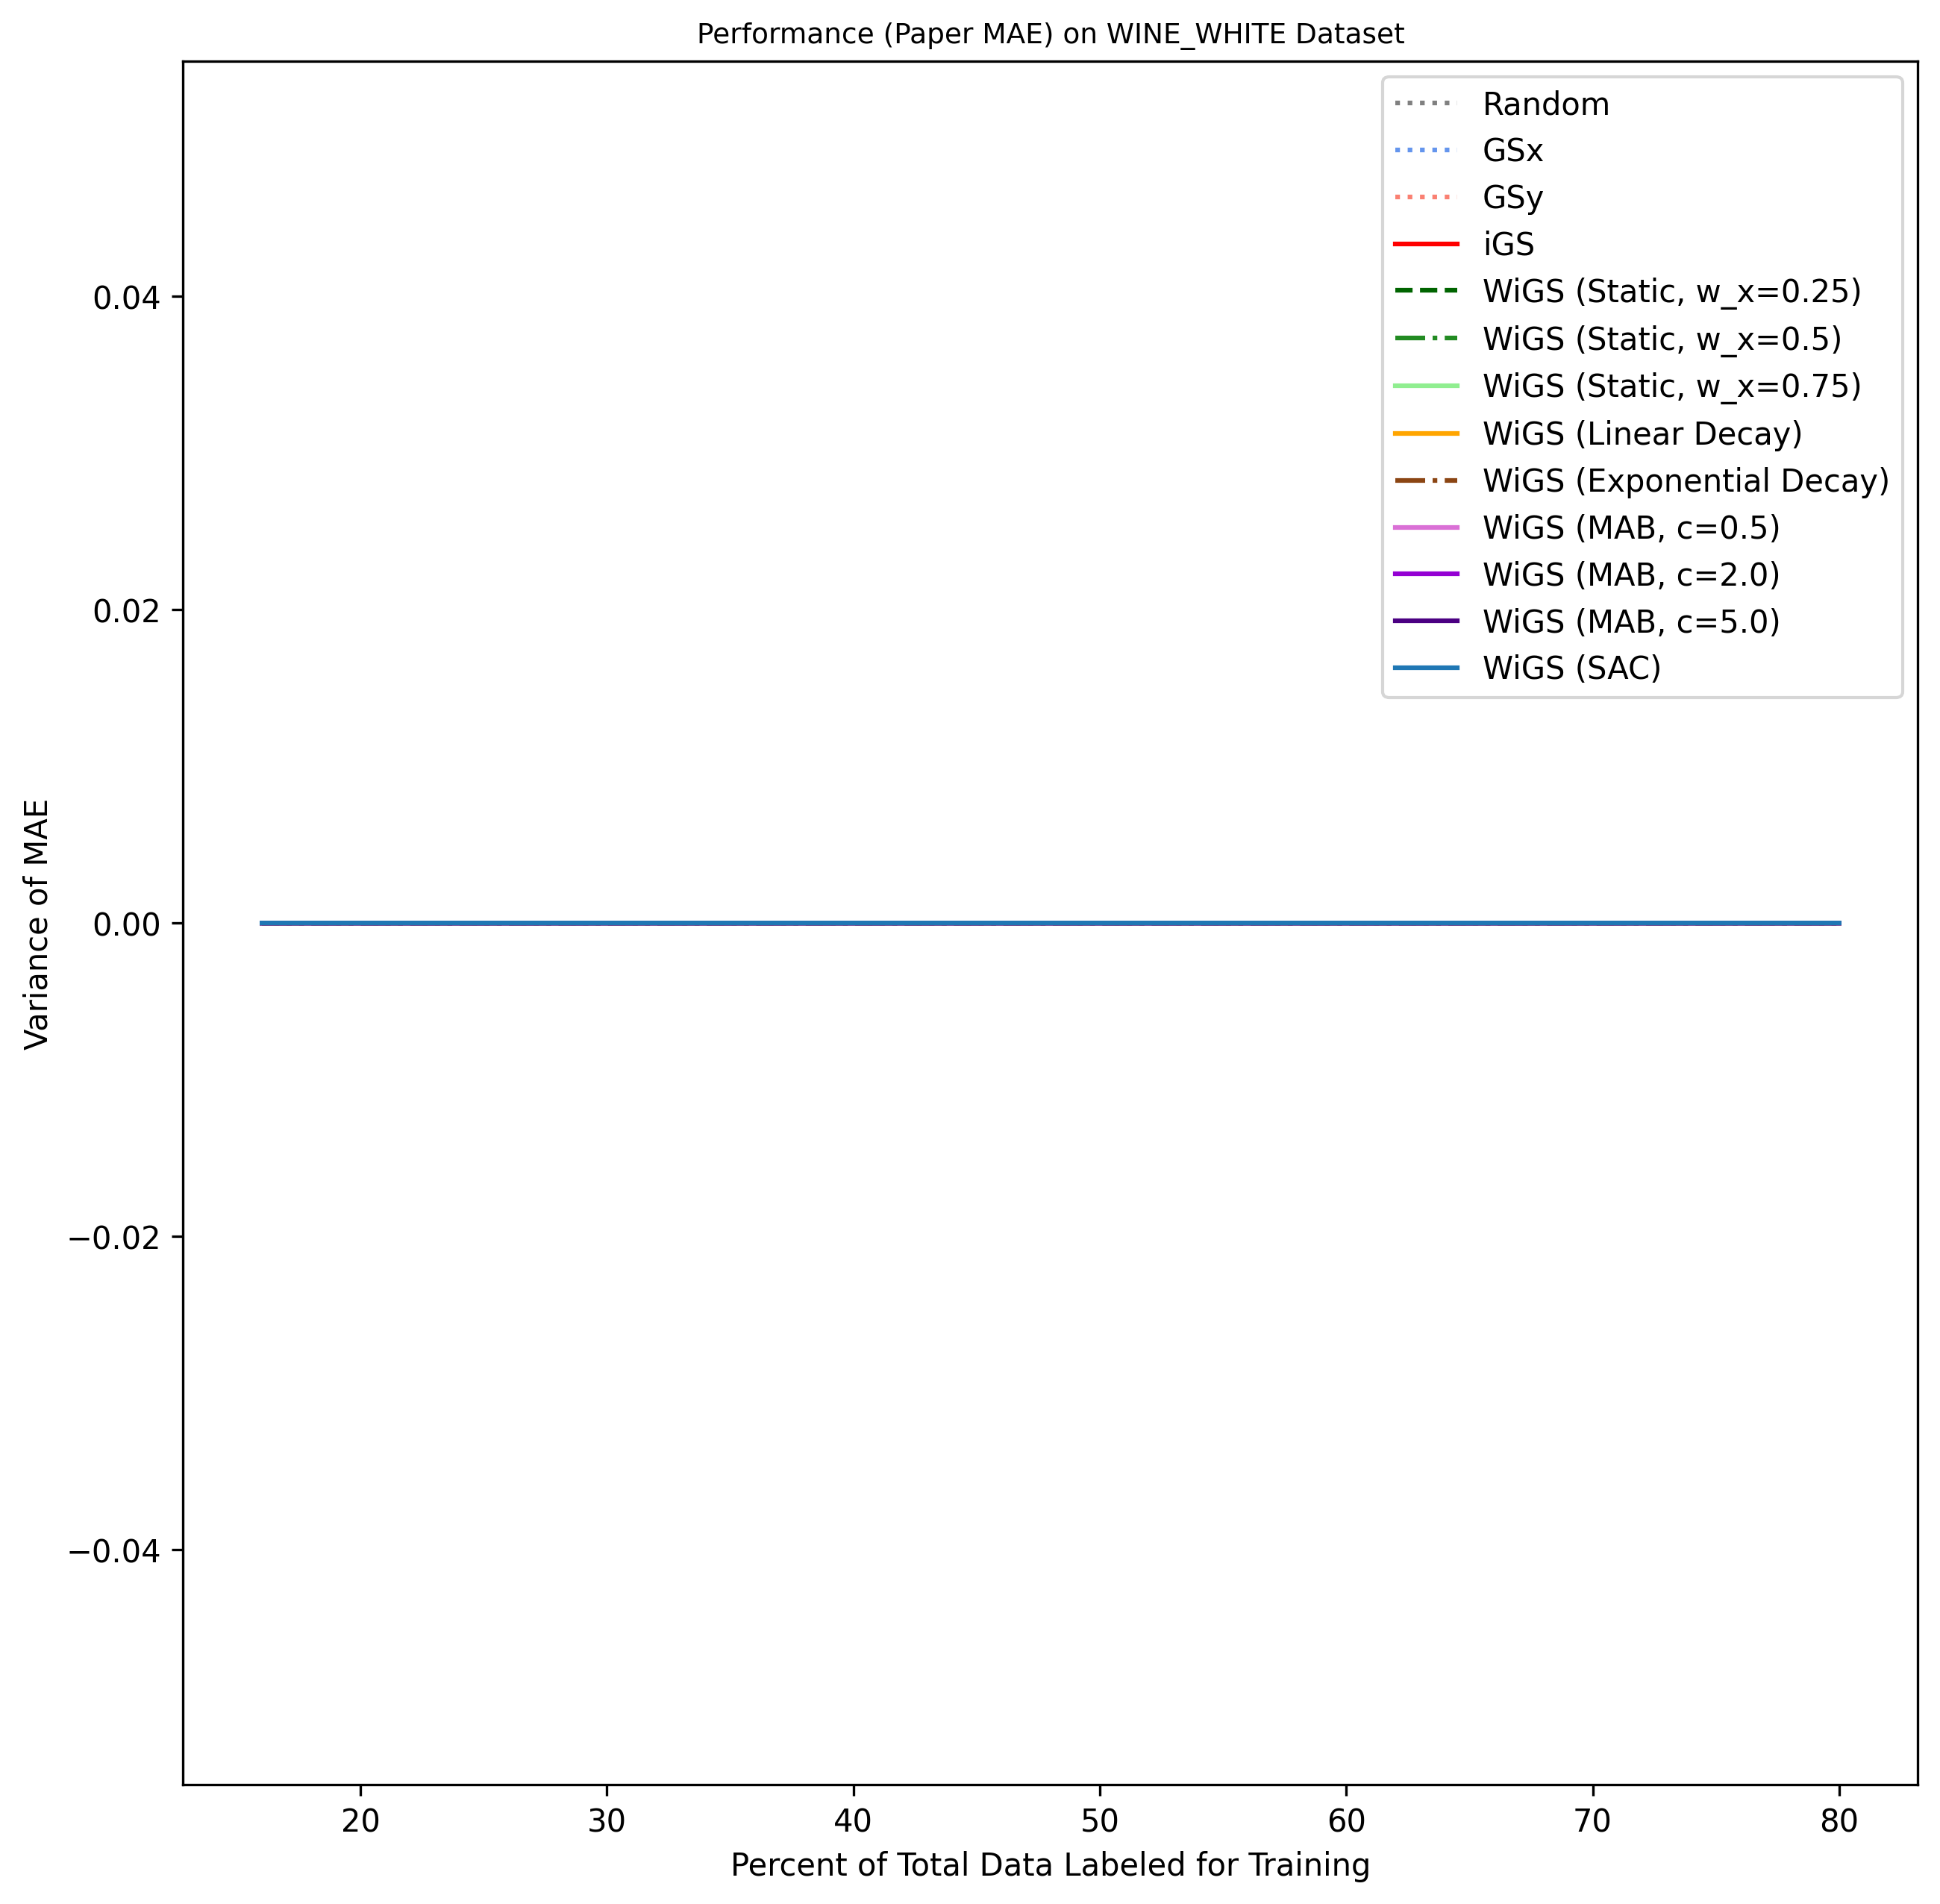 Performance (Paper MAE) on WINE_WHITE Dataset
Random
GSx
GSy
iGS
WiGS (Static, w_x=0.25)
WiGS (Static, w_x=0.5)
WiGS (Static, w_x=0.75)
WiGS (Linear Decay)
WiGS (Exponential Decay)
WiGS (MAB, c=0.5)
WiGS (MAB, c=2.0)
WiGS (MAB, c=5.0)
WiGS (SAC)
Variance of MAE
0.04
0.02
0.00
−0.02
−0.04
20 30 40 50 60 70 80
Percent of Total Data Labeled for Training